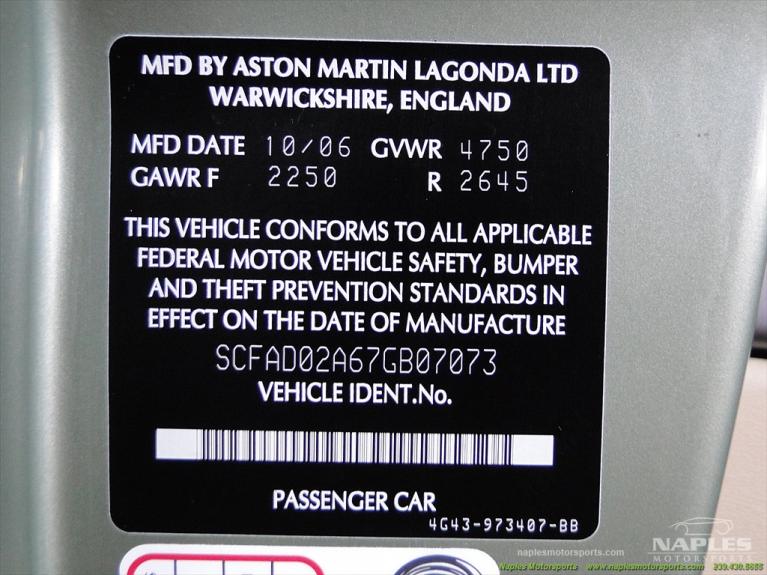 MFD BY ASTON MARTIN LAGONDA LTD
WARWICKSHIRE, ENGLAND
MFD DATE 10/06 GVWR 4750
GAWR F 2250 R 2645
THIS VEHICLE CONFORMS TO ALL APPLICABLE
FEDERAL MOTOR VEHICLE SAFETY, BUMPER
AND THEFT PREVENTION STANDARDS IN
EFFECT ON THE DATE OF MANUFACTURE
SCFAD02A67GB07073
VEHICLE IDENT.No.
PASSENGER CAR
4G43-973407-BB
NAPLES
MOTORSPORTS
naplesmotorsports.com
Naples Motorsports www.naplesmotorsports.com 239.430.5665